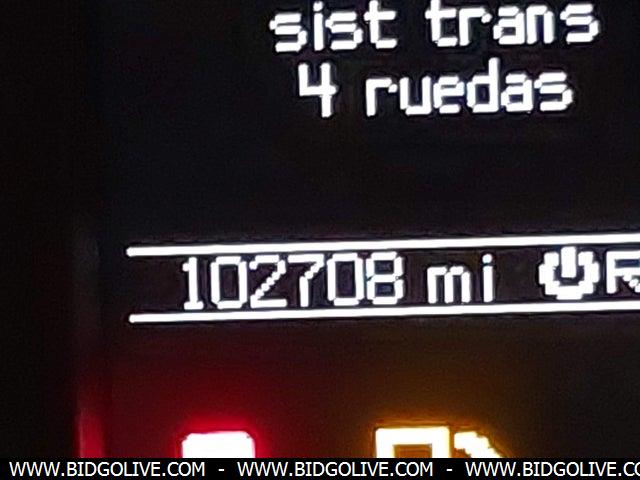 sist trans
4 ruedas
102708 mi
WWW.BIDGOLIVE.COM - WWW.BIDGOLIVE.COM - WWW.BIDGOLIVE.CO